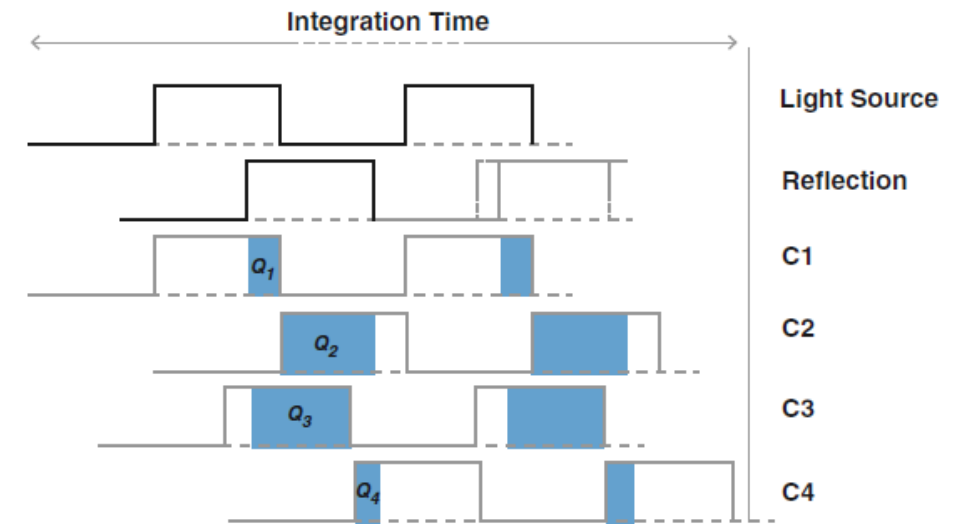 Integration Time
Light Source
Reflection
Q1
C1
Q2
C2
Q3
C3
Q4
C4